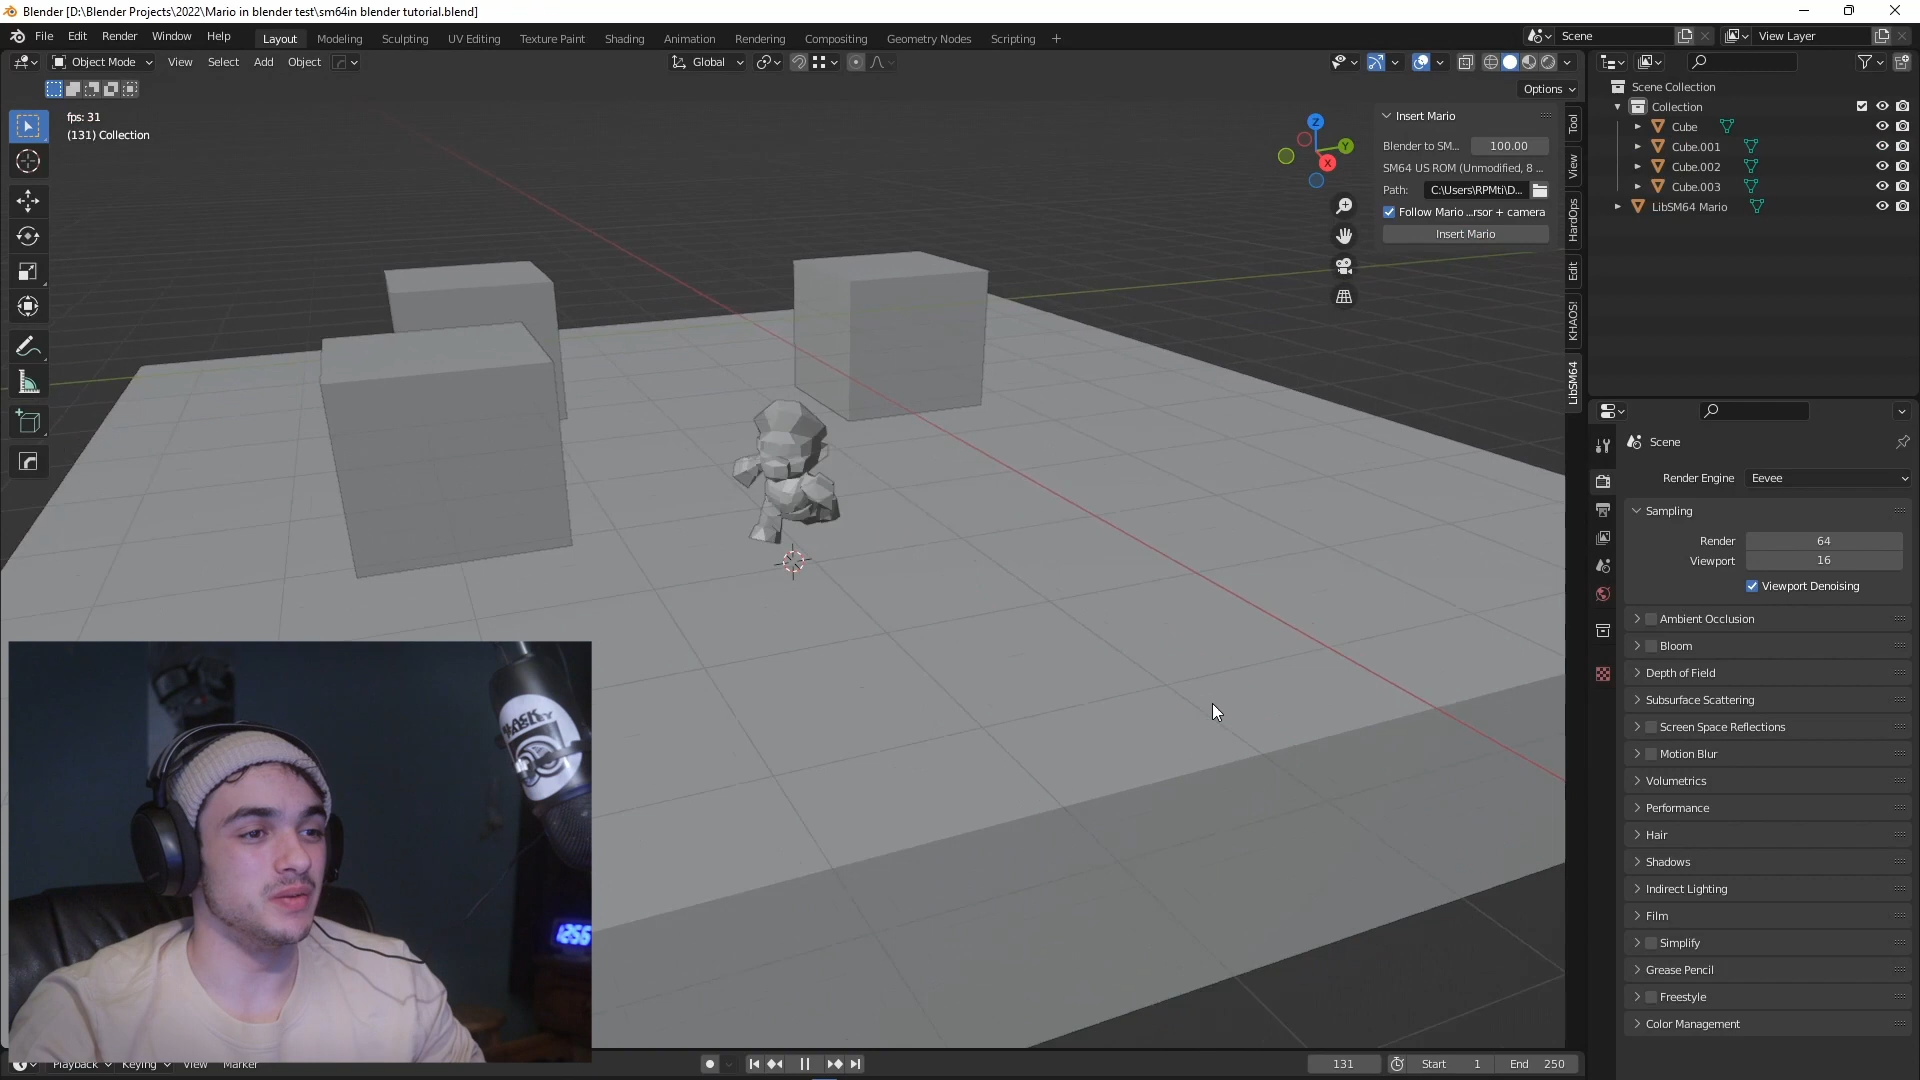 Blender [D:\Blender Projects\2022\Mario in blender test\sm64in blender tutorial.blend]
File Edit Render Window Help Layout Modeling Sculpting UV Editing Texture Paint Shading Animation Rendering Compositing Geometry Nodes Scripting + Scene View Layer
Object Mode View Select Add Object Global
Options
fps: 31
(131) Collection
Z
Y
X
Insert Mario
Blender to SM... 100.00
SM64 US ROM (Unmodified, 8 ...
Path: C:\Users\RPMti\D...
Follow Mario ...rsor + camera
Insert Mario
Tool
View
HardOps
Edit
KHAOS!
LibSM64
Scene Collection
Collection
Cube
Cube.001
Cube.002
Cube.003
LibSM64 Mario
Scene
Render Engine Eevee
Sampling
Render 64
Viewport 16
Viewport Denoising
Ambient Occlusion
Bloom
Depth of Field
Subsurface Scattering
Screen Space Reflections
Motion Blur
Volumetrics
Performance
Hair
Shadows
Indirect Lighting
Film
Simplify
Grease Pencil
Freestyle
Color Management
12:56
Playback Keying View Marker 131 Start 1 End 250